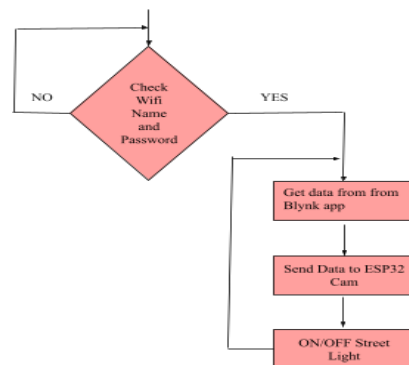 Check
Wifi
Name
and
Password
NO
YES
Get data from from
Blynk app
Send Data to ESP32
Cam
ON/OFF Street
Light